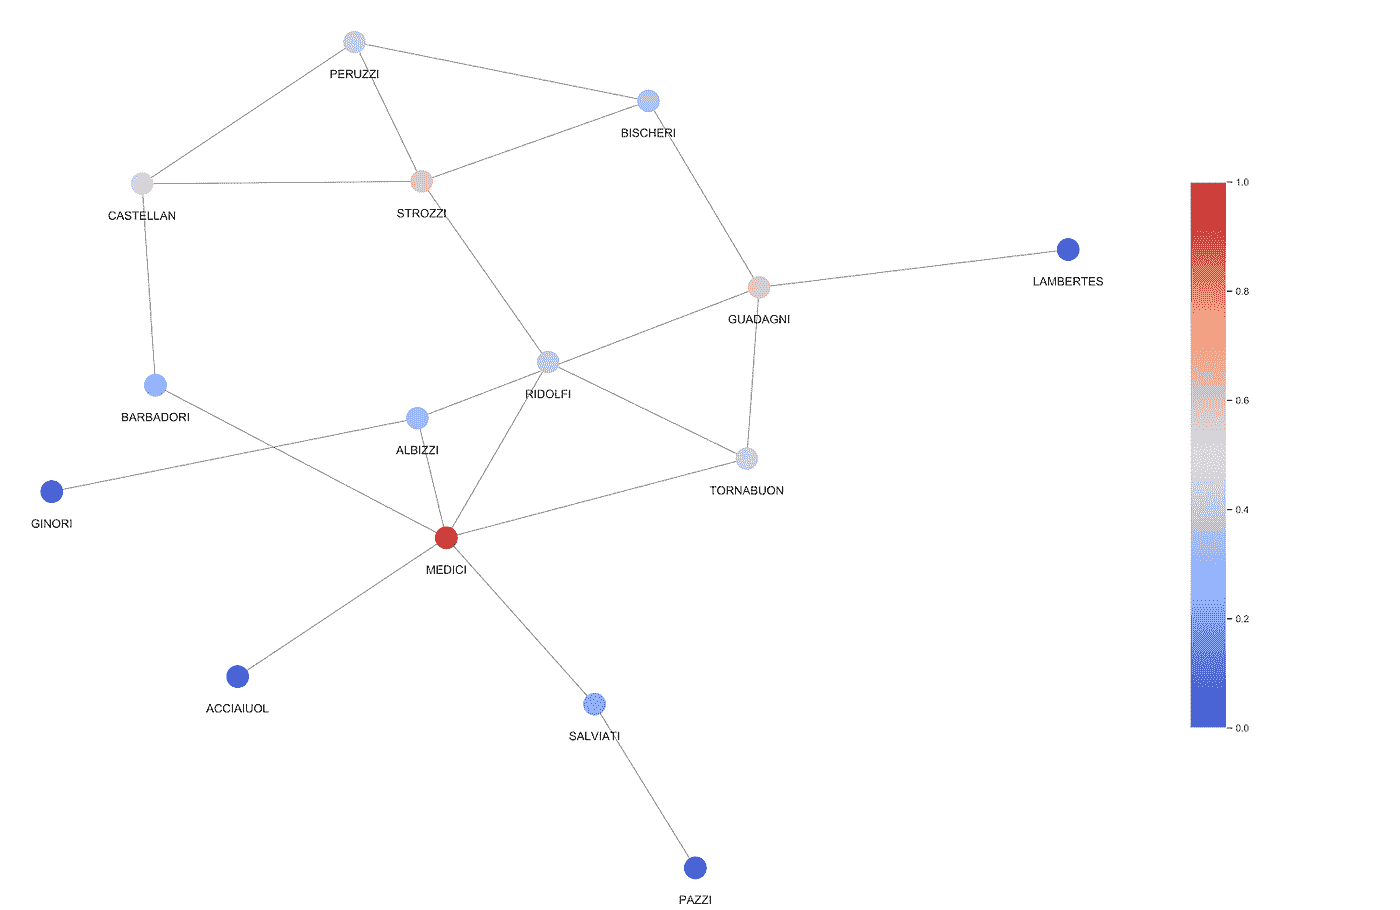 PERUZZI
BISCHERI
CASTELLAN
STROZZI
LAMBERTES
GUADAGNI
RIDOLFI
BARBADORI
ALBIZZI
TORNABUON
GINORI
MEDICI
ACCIAIUOL
SALVIATI
PAZZI
1.0
0.8
0.6
0.4
0.2
0.0